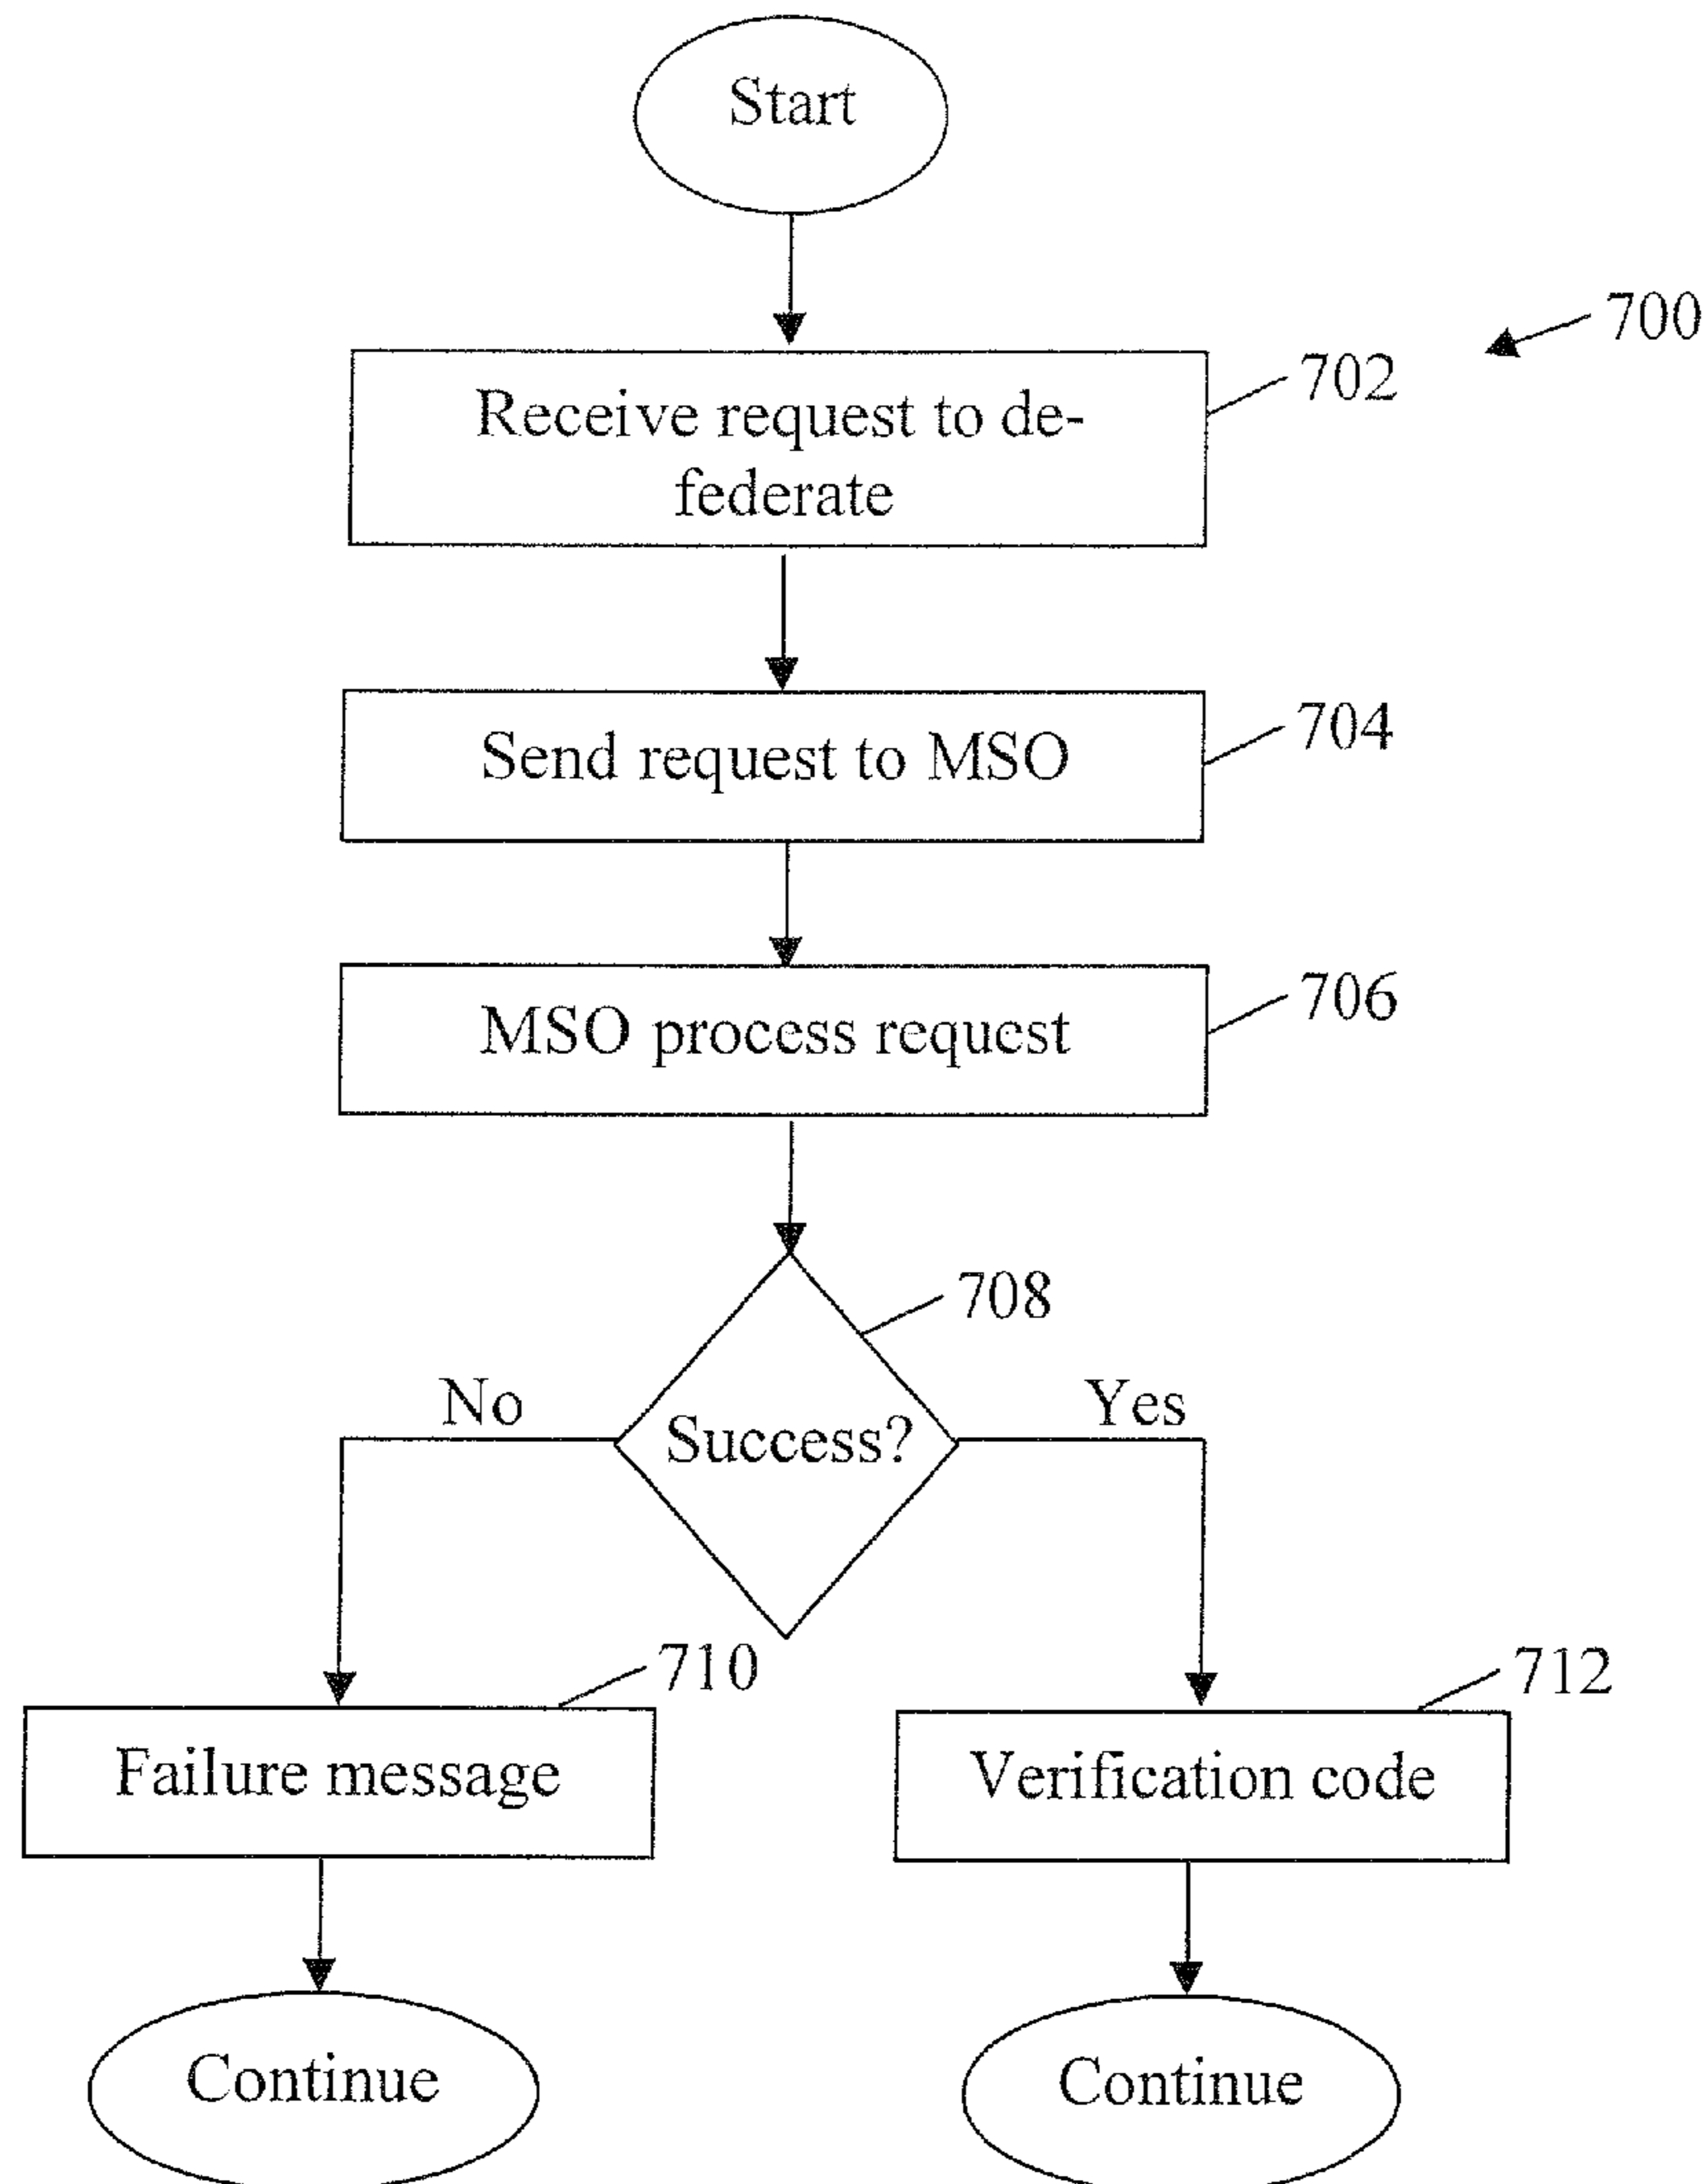 Start
700
702
Receive request to de-
federate
704
Send request to MSO
706
MSO process request
708
No
Yes
Success?
710
712
Failure message
Verification code
Continue
Continue